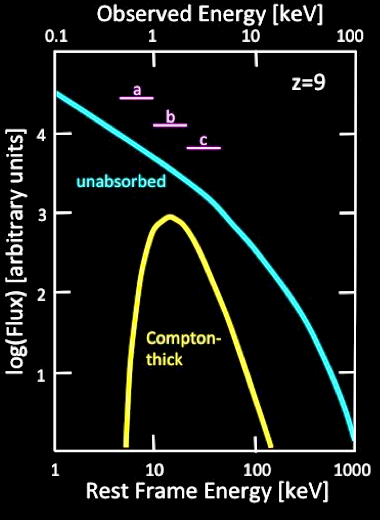 Observed Energy [keV]
0.1 1 10 100
z=9
a
b
c
unabsorbed
log(Flux) [arbitrary units]
4
3
2
1
Compton-
thick
1 10 100 1000
Rest Frame Energy [keV]